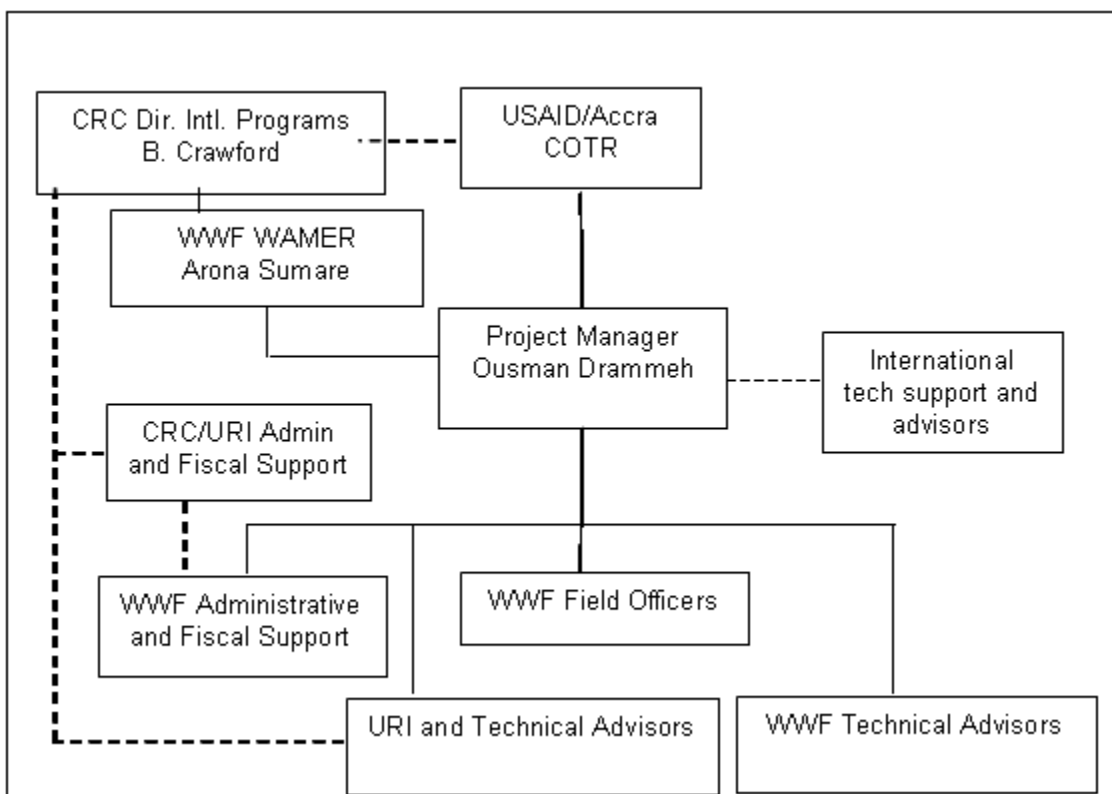 CRC Dir. Intl. Programs
B. Crawford
USAID/Accra
COTR
WWF WAMER
Arona Sumare
Project Manager
Ousman Drammeh
International
tech support and
advisors
CRC/URI Admin
and Fiscal Support
WWF Administrative
and Fiscal Support
WWF Field Officers
URI and Technical Advisors
WWF Technical Advisors